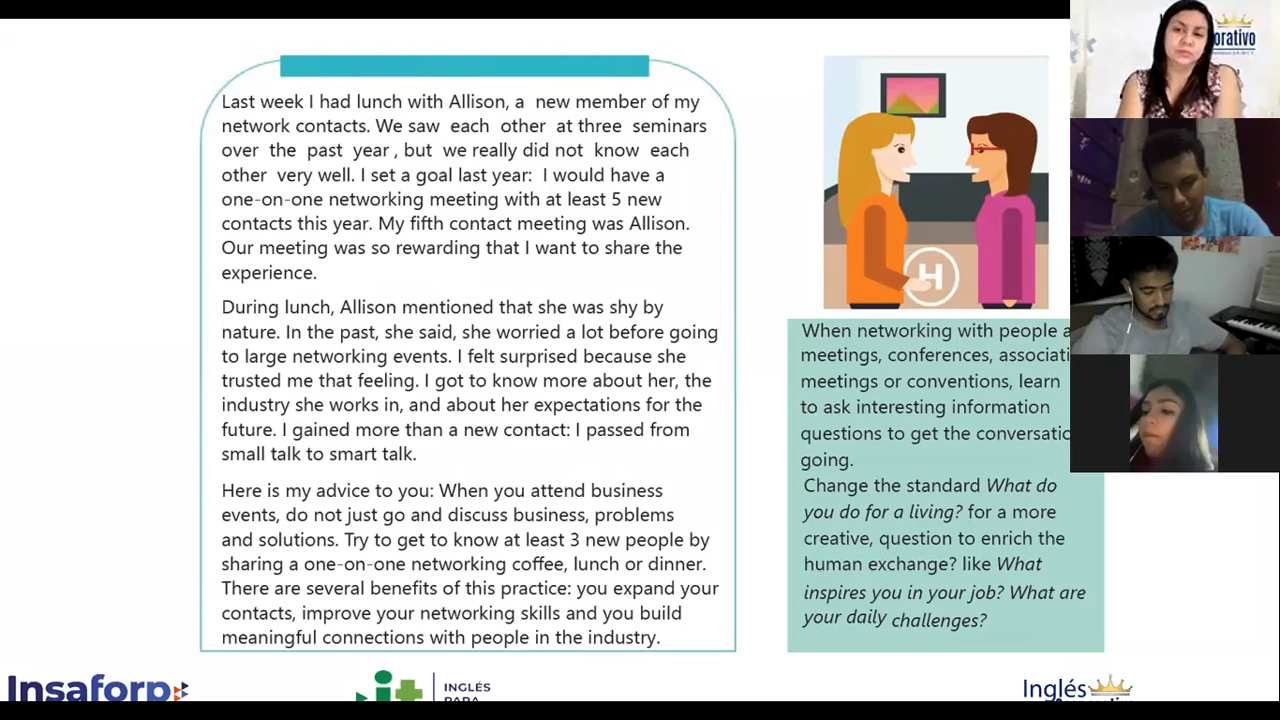 Last week I had lunch with Allison, a new member of my
network contacts. We saw each other at three seminars
over the past year , but we really did not know each
other very well. I set a goal last year: I would have a
one-on-one networking meeting with at least 5 new
contacts this year. My fifth contact meeting was Allison.
Our meeting was so rewarding that I want to share the
experience.
During lunch, Allison mentioned that she was shy by
nature. In the past, she said, she worried a lot before going
to large networking events. I felt surprised because she
trusted me that feeling. I got to know more about her, the
industry she works in, and about her expectations for the
future. I gained more than a new contact: I passed from
small talk to smart talk.
Here is my advice to you: When you attend business
events, do not just go and discuss business, problems
and solutions. Try to get to know at least 3 new people by
sharing a one-on-one networking coffee, lunch or dinner.
There are several benefits of this practice: you expand your
contacts, improve your networking skills and you build
meaningful connections with people in the industry.
H
When networking with people
meetings, conferences,
meetings or conventions, learn
to ask interesting information
questions to get the
going.
Change the standard What do
you do for a living? for a more
creative, question to enrich the
human exchange? like What
inspires you in your job? What are
your daily challenges?
Insaforp
INGLÉS
Inglés